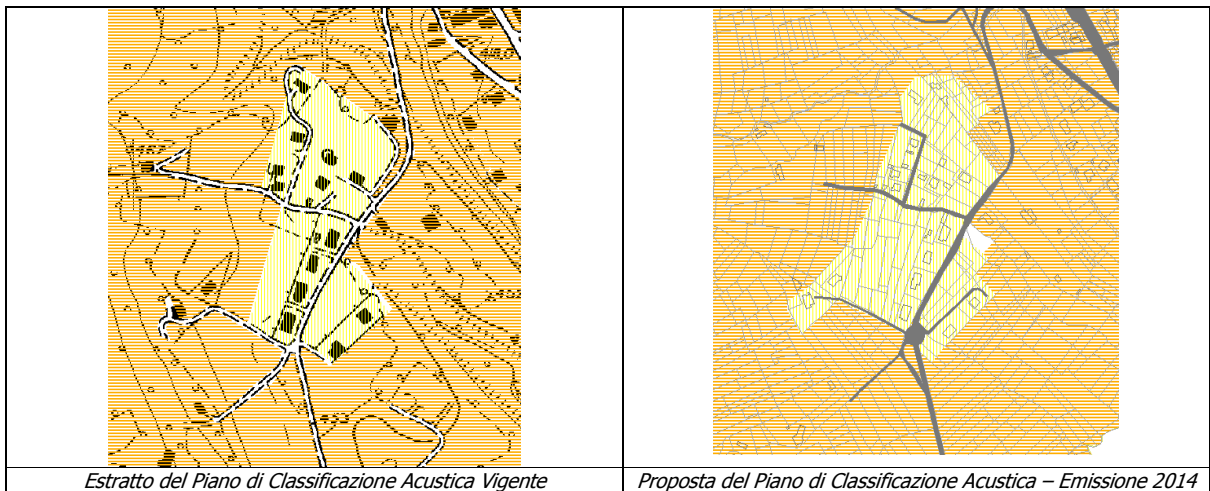 Estratto del Piano di Classificazione Acustica Vigente
Proposta del Piano di Classificazione Acustica – Emissione 2014